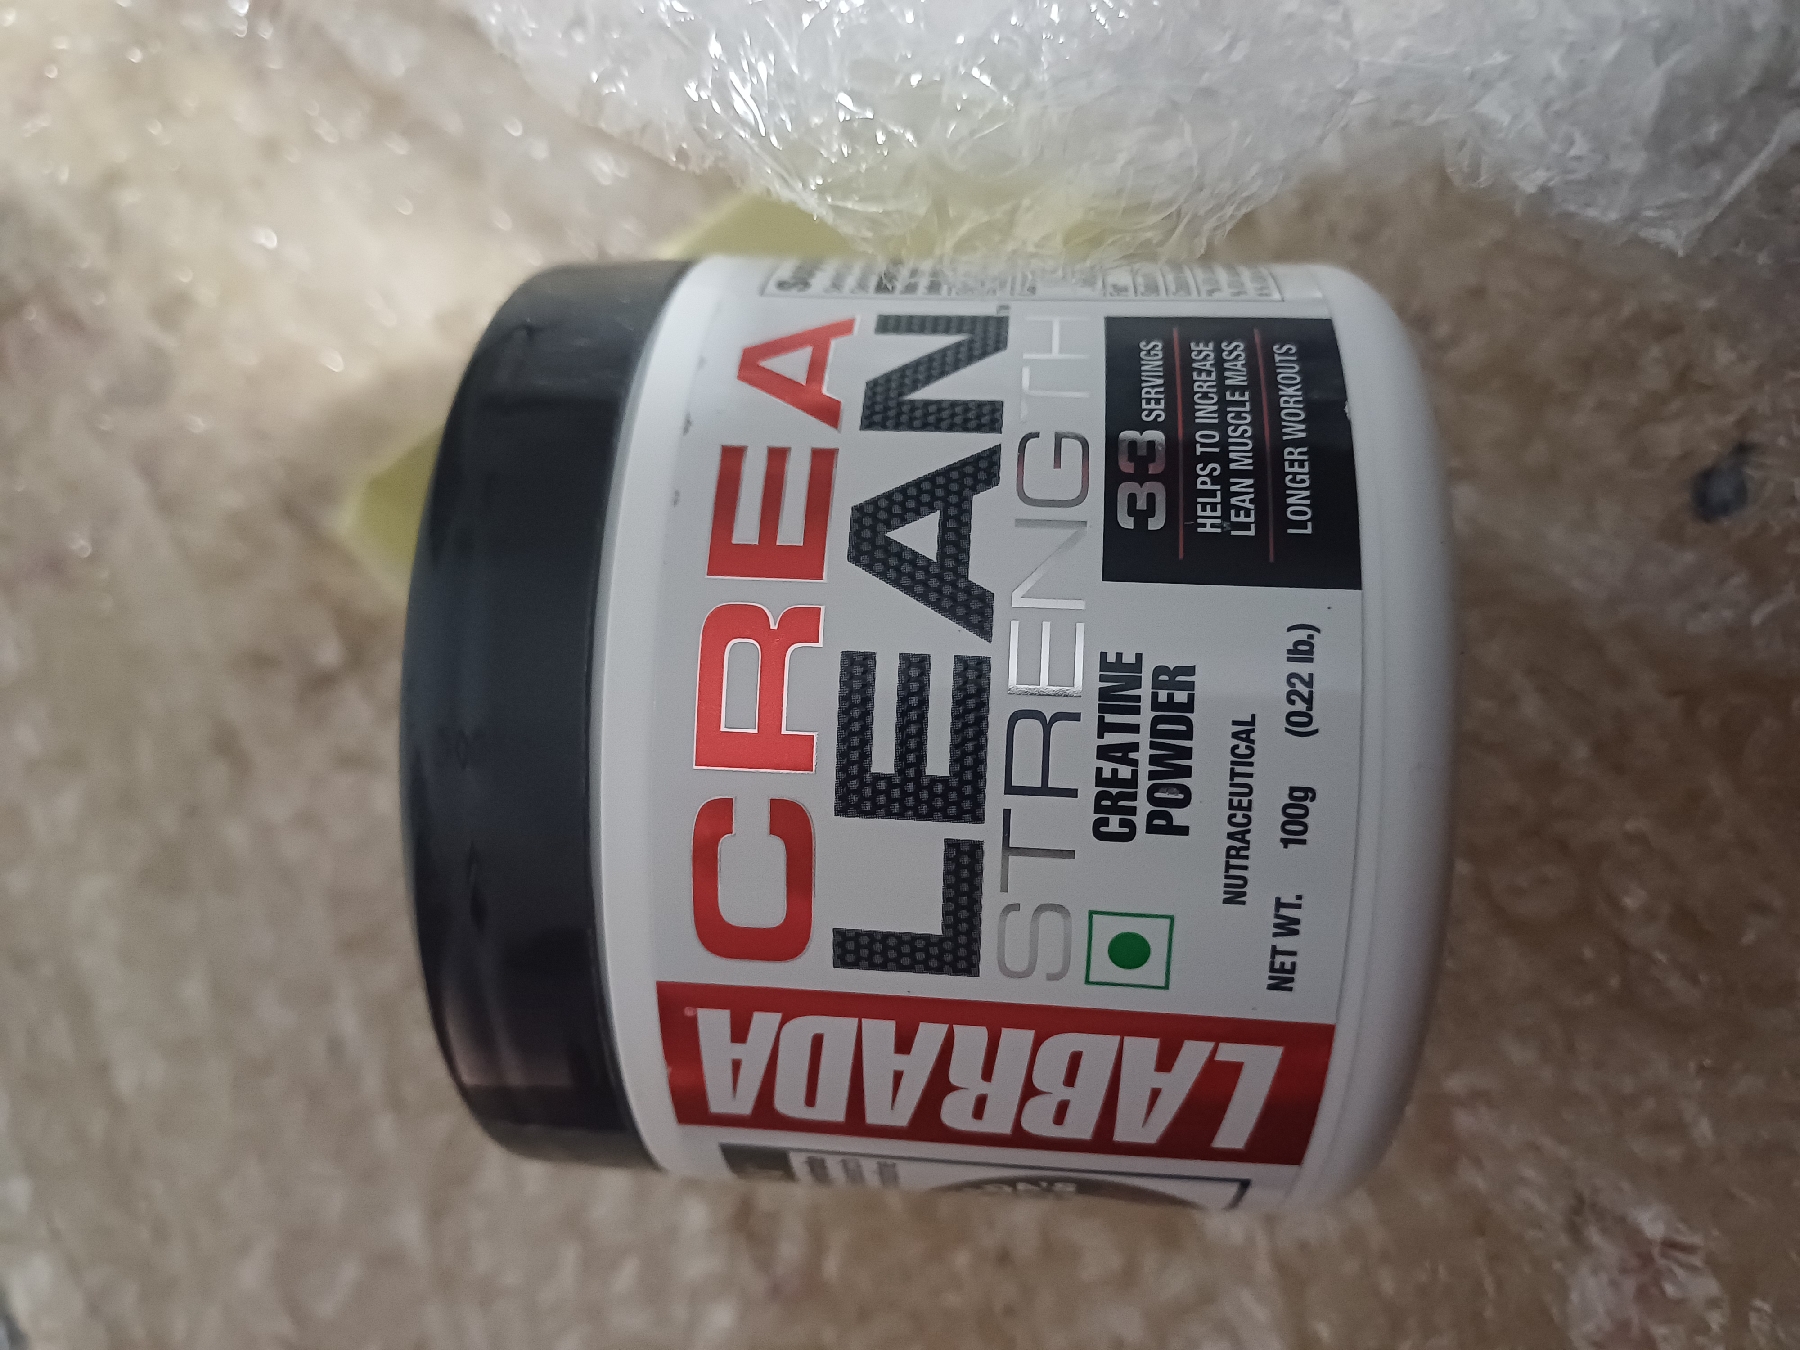 LABRADA
CREA
LEAN
STRENGTH
CREATINE
POWDER
NUTRACEUTICAL
NET WT. 100g (0.22 lb.)
33 SERVINGS
HELPS TO INCREASE
LEAN MUSCLE MASS
LONGER WORKOUTS